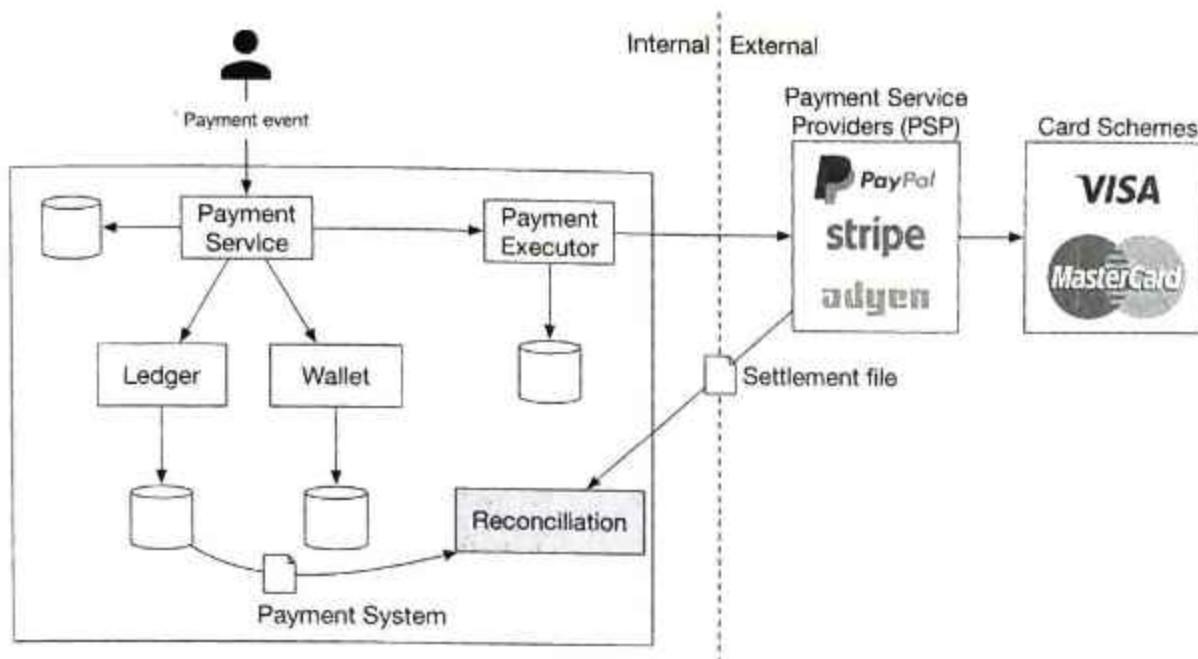 Internal
External
Payment event
Payment Service
Providers (PSP)
Card Schemes
PayPal
VISA
Payment
Service
Payment
Executor
stripe
MasterCard
adyen
Ledger
Wallet
Settlement file
Reconciliation
Payment System